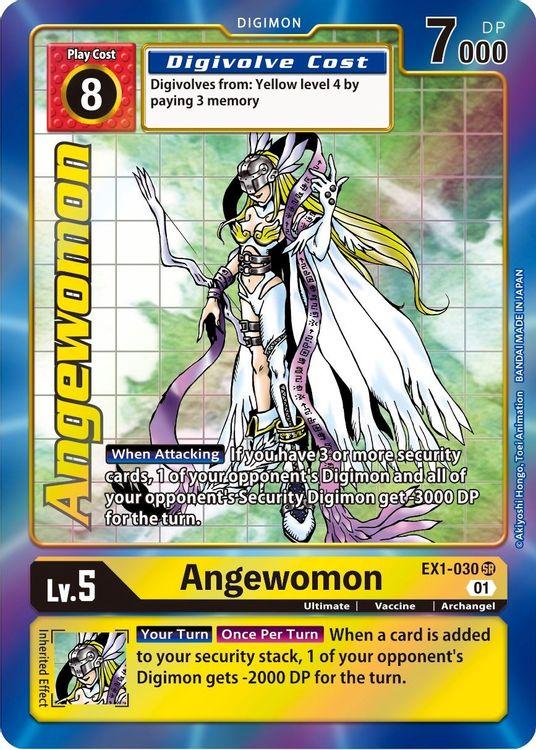 DIGIMON
Play Cost
8
Digivolve Cost
Digivolves from: Yellow level 4 by
paying 3 memory
DP
7000
Angewomon
When Attacking If you have 3 or more security
cards, 1 of your opponent's Digimon and all of
your opponent's Security Digimon get -3000 DP
for the turn.
©Akiyoshi Hongo, Toei Animation BANDAI MADE IN JAPAN
Lv.5
Angewomon
EX1-030 SR
01
Ultimate | Vaccine | Archangel
Inherited Effect
Your Turn Once Per Turn When a card is added
to your security stack, 1 of your opponent's
Digimon gets -2000 DP for the turn.